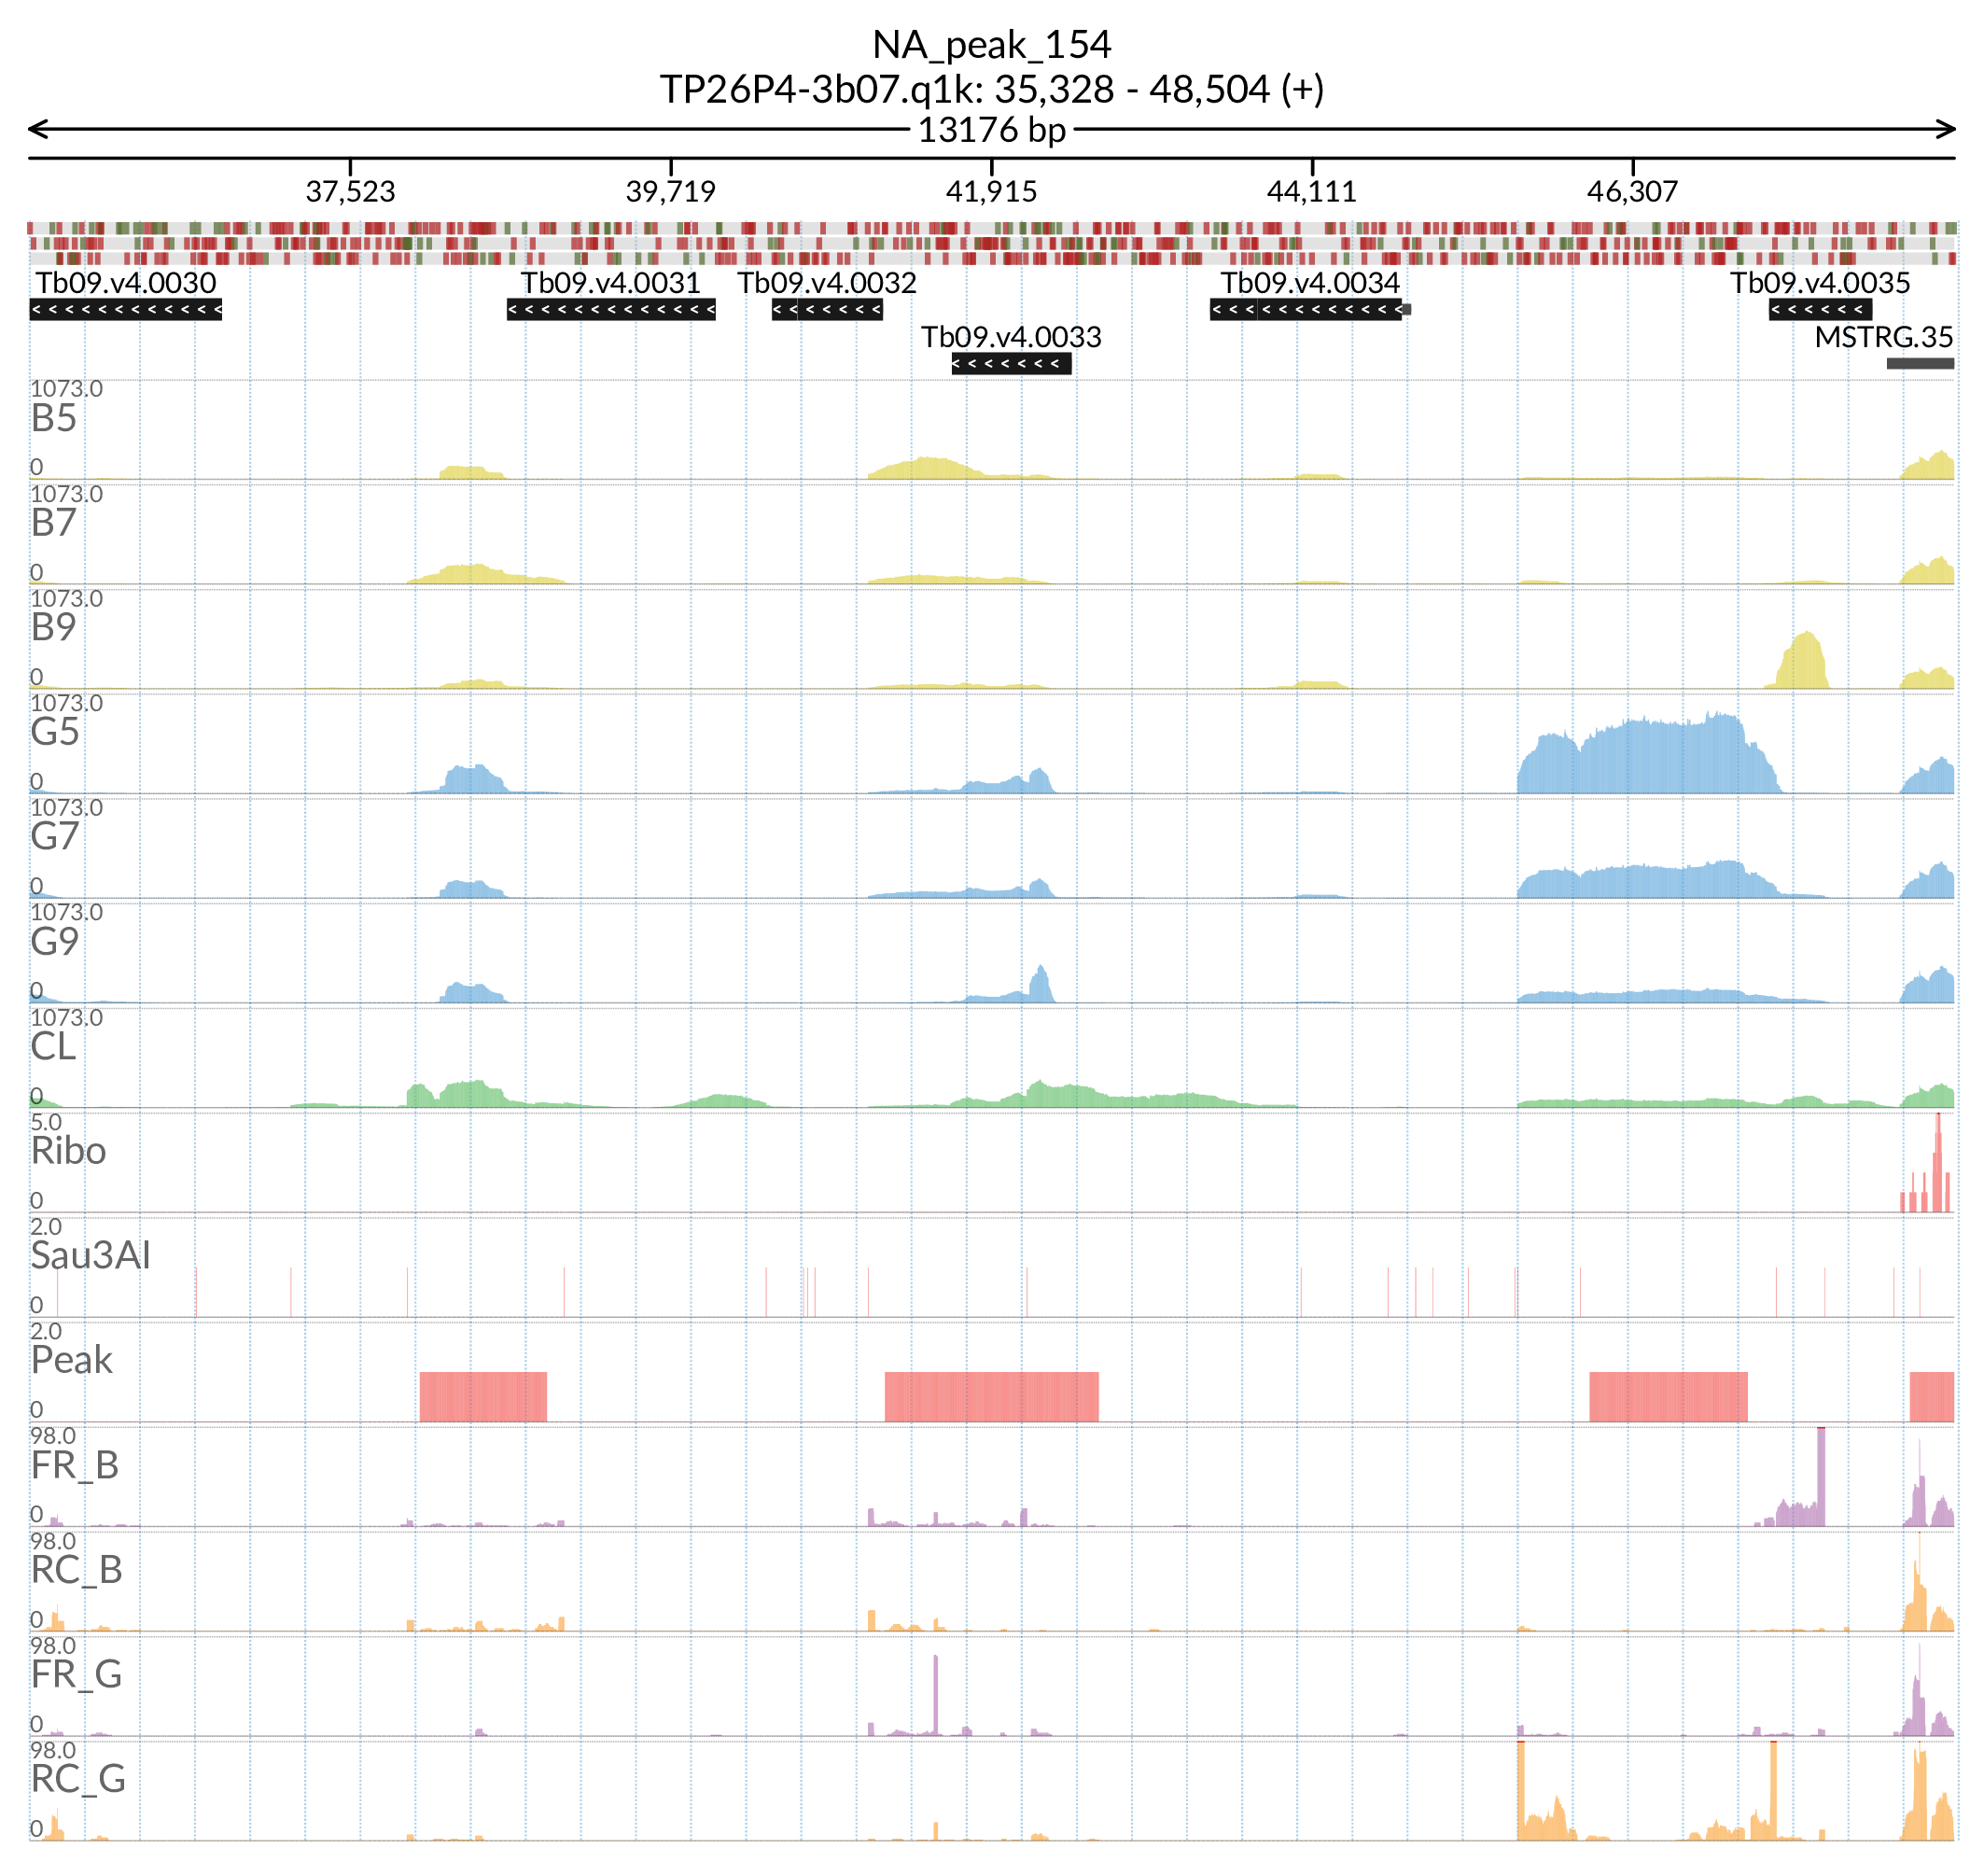 NA_peak_154
TP26P4-3b07.q1k: 35,328 - 48,504 (+)
13176 bp
37,523 39,719 41,915 44,111 46,307
Tb09.v4.0030 Tb09.v4.0031 Tb09.v4.0032 Tb09.v4.0034 Tb09.v4.0035
Tb09.v4.0033 MSTRG.35
1073.0
B5
0
1073.0
B7
0
1073.0
B9
0
1073.0
G5
0
1073.0
G7
0
1073.0
G9
0
1073.0
CL
0
5.0
Ribo
0
2.0
Sau3AI
0
2.0
Peak
0
98.0
FR_B
0
98.0
RC_B
0
98.0
FR_G
0
98.0
RC_G
0